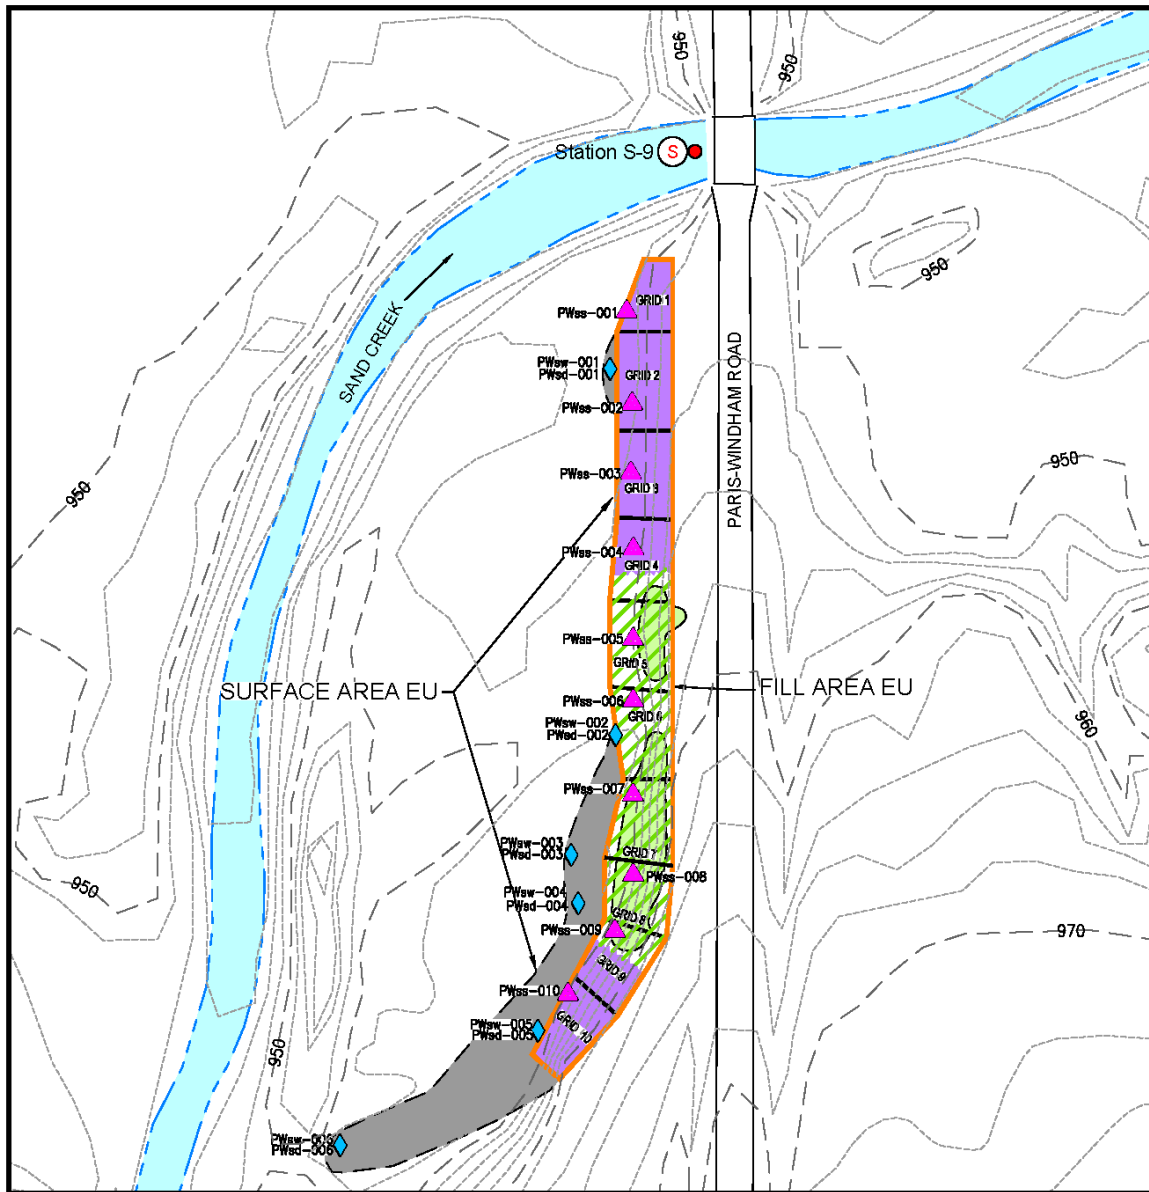 950
950
Station S-9
S
950
GRID 1
PWss-001
PWsw-001
PWsd-001
GRID 2
PWss-002
SAND CREEK
PARIS-WINDHAM ROAD
950
950
PWss-003
GRID 3
PWss-004
GRID 4
PWss-005
GRID 5
SURFACE AREA EU
FILL AREA EU
PWss-006
GRID 6
PWsw-002
PWsd-002
960
PWss-007
PWsw-003
PWsd-003
GRID 7
PWss-008
950
PWsw-004
PWsd-004
GRID 8
PWss-009
970
GRID 9
PWss-010
GRID 10
PWsw-005
PWsd-005
950
PWsw-006
PWsd-006